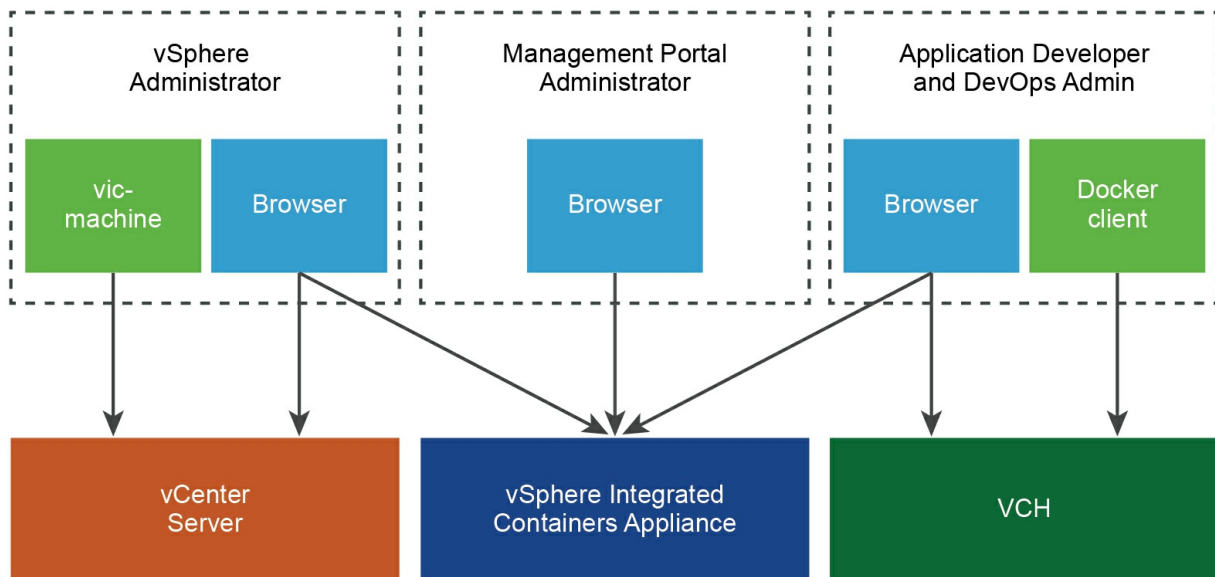 vSphere
Administrator
Management Portal
Administrator
Application Developer
and DevOps Admin
vic-
machine
Browser
Browser
Browser
Docker
client
vCenter
Server
vSphere Integrated
Containers Appliance
VCH